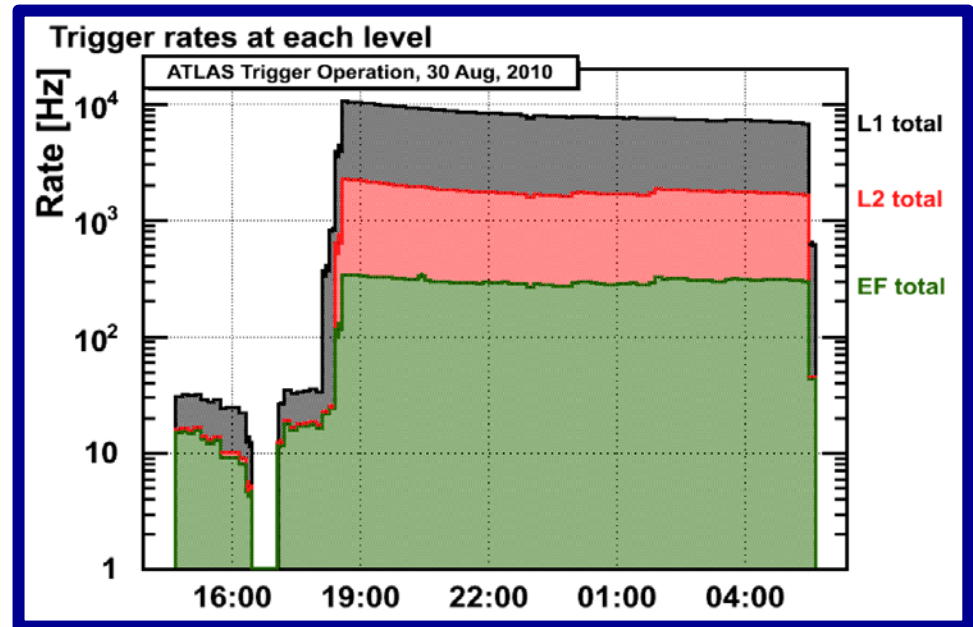 Trigger rates at each level
ATLAS Trigger Operation, 30 Aug, 2010
Rate [Hz]
10⁴
10³
10²
10
1
L1 total
L2 total
EF total
16:00 19:00 22:00 01:00 04:00